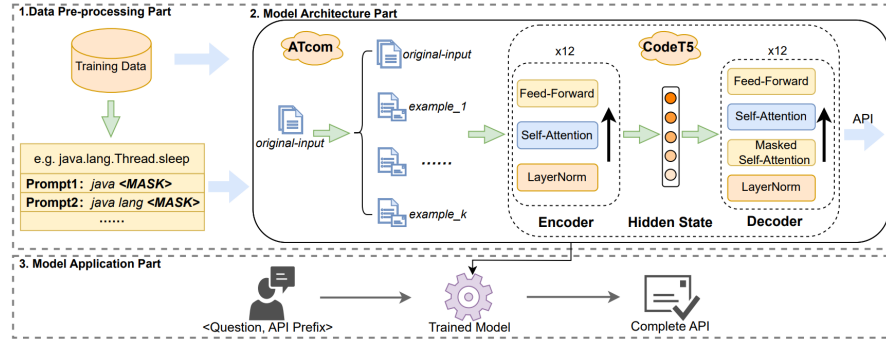 1.Data Pre-processing Part
2. Model Architecture Part
Training Data
e.g. java.lang.Thread.sleep
Prompt1: java <MASK>
Prompt2: java lang <MASK>
......
ATcom
original-input
original-input
example_1
......
example_k
CodeT5
x12
Feed-Forward
Self-Attention
LayerNorm
Encoder
Hidden State
x12
Feed-Forward
Self-Attention
Masked
Self-Attention
LayerNorm
Decoder
API
3. Model Application Part
<Question, API Prefix>
Trained Model
Complete API